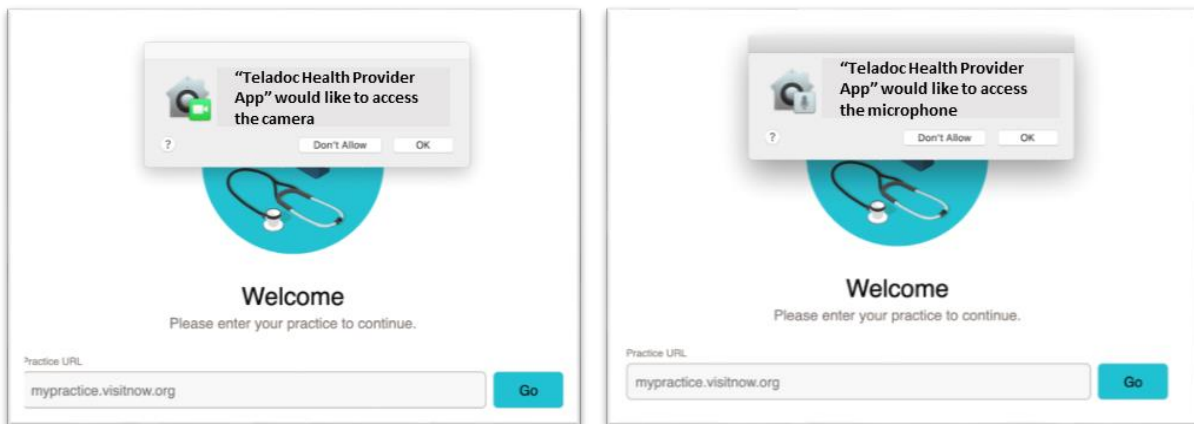 “Teladoc Health Provider
App” would like to access
the camera
?
Don't Allow
OK
Welcome
Please enter your practice to continue.
Practice URL
mypractice.visitnow.org
Go
“Teladoc Health Provider
App” would like to access
the microphone
?
Don't Allow
OK
Welcome
Please enter your practice to continue.
Practice URL
mypractice.visitnow.org
Go